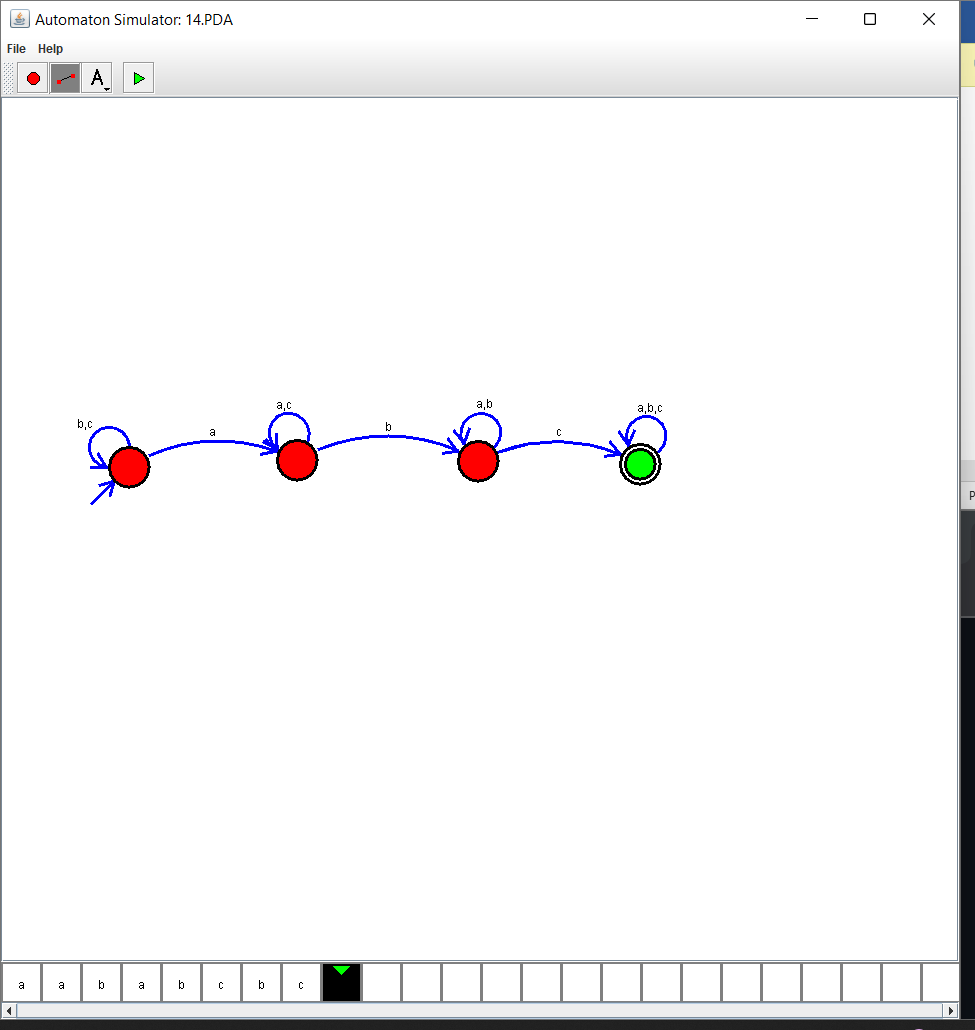 Automaton Simulator: 14.PDA
File Help
A
a,c
a,b
a,b,c
b,c
a
b
c
P
a a b a b c b c